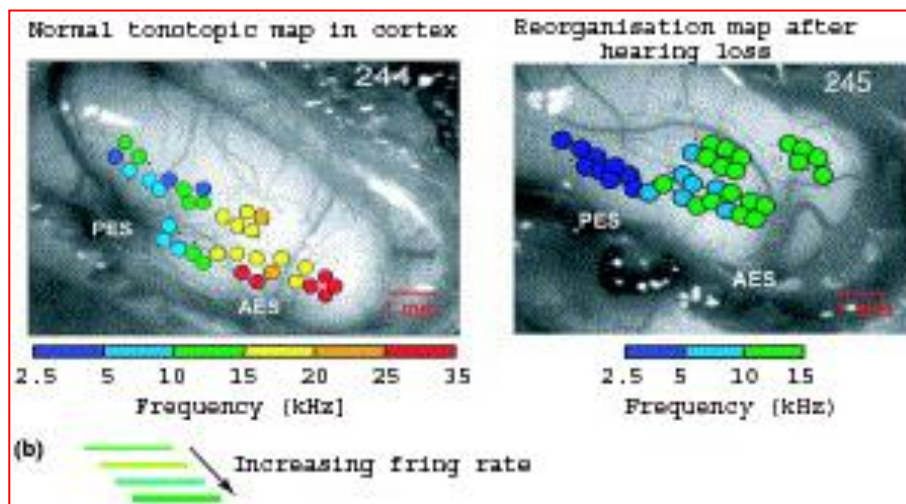 Normal tonotopic map in cortex
Reorganisation map after
hearing loss
244
245
PES
AES
PES
AES
2.5 5 10 15 20 25 35
Frequency [kHz]
2.5 5 10 15
Frequency (kHz)
(b)
Increasing fring rate